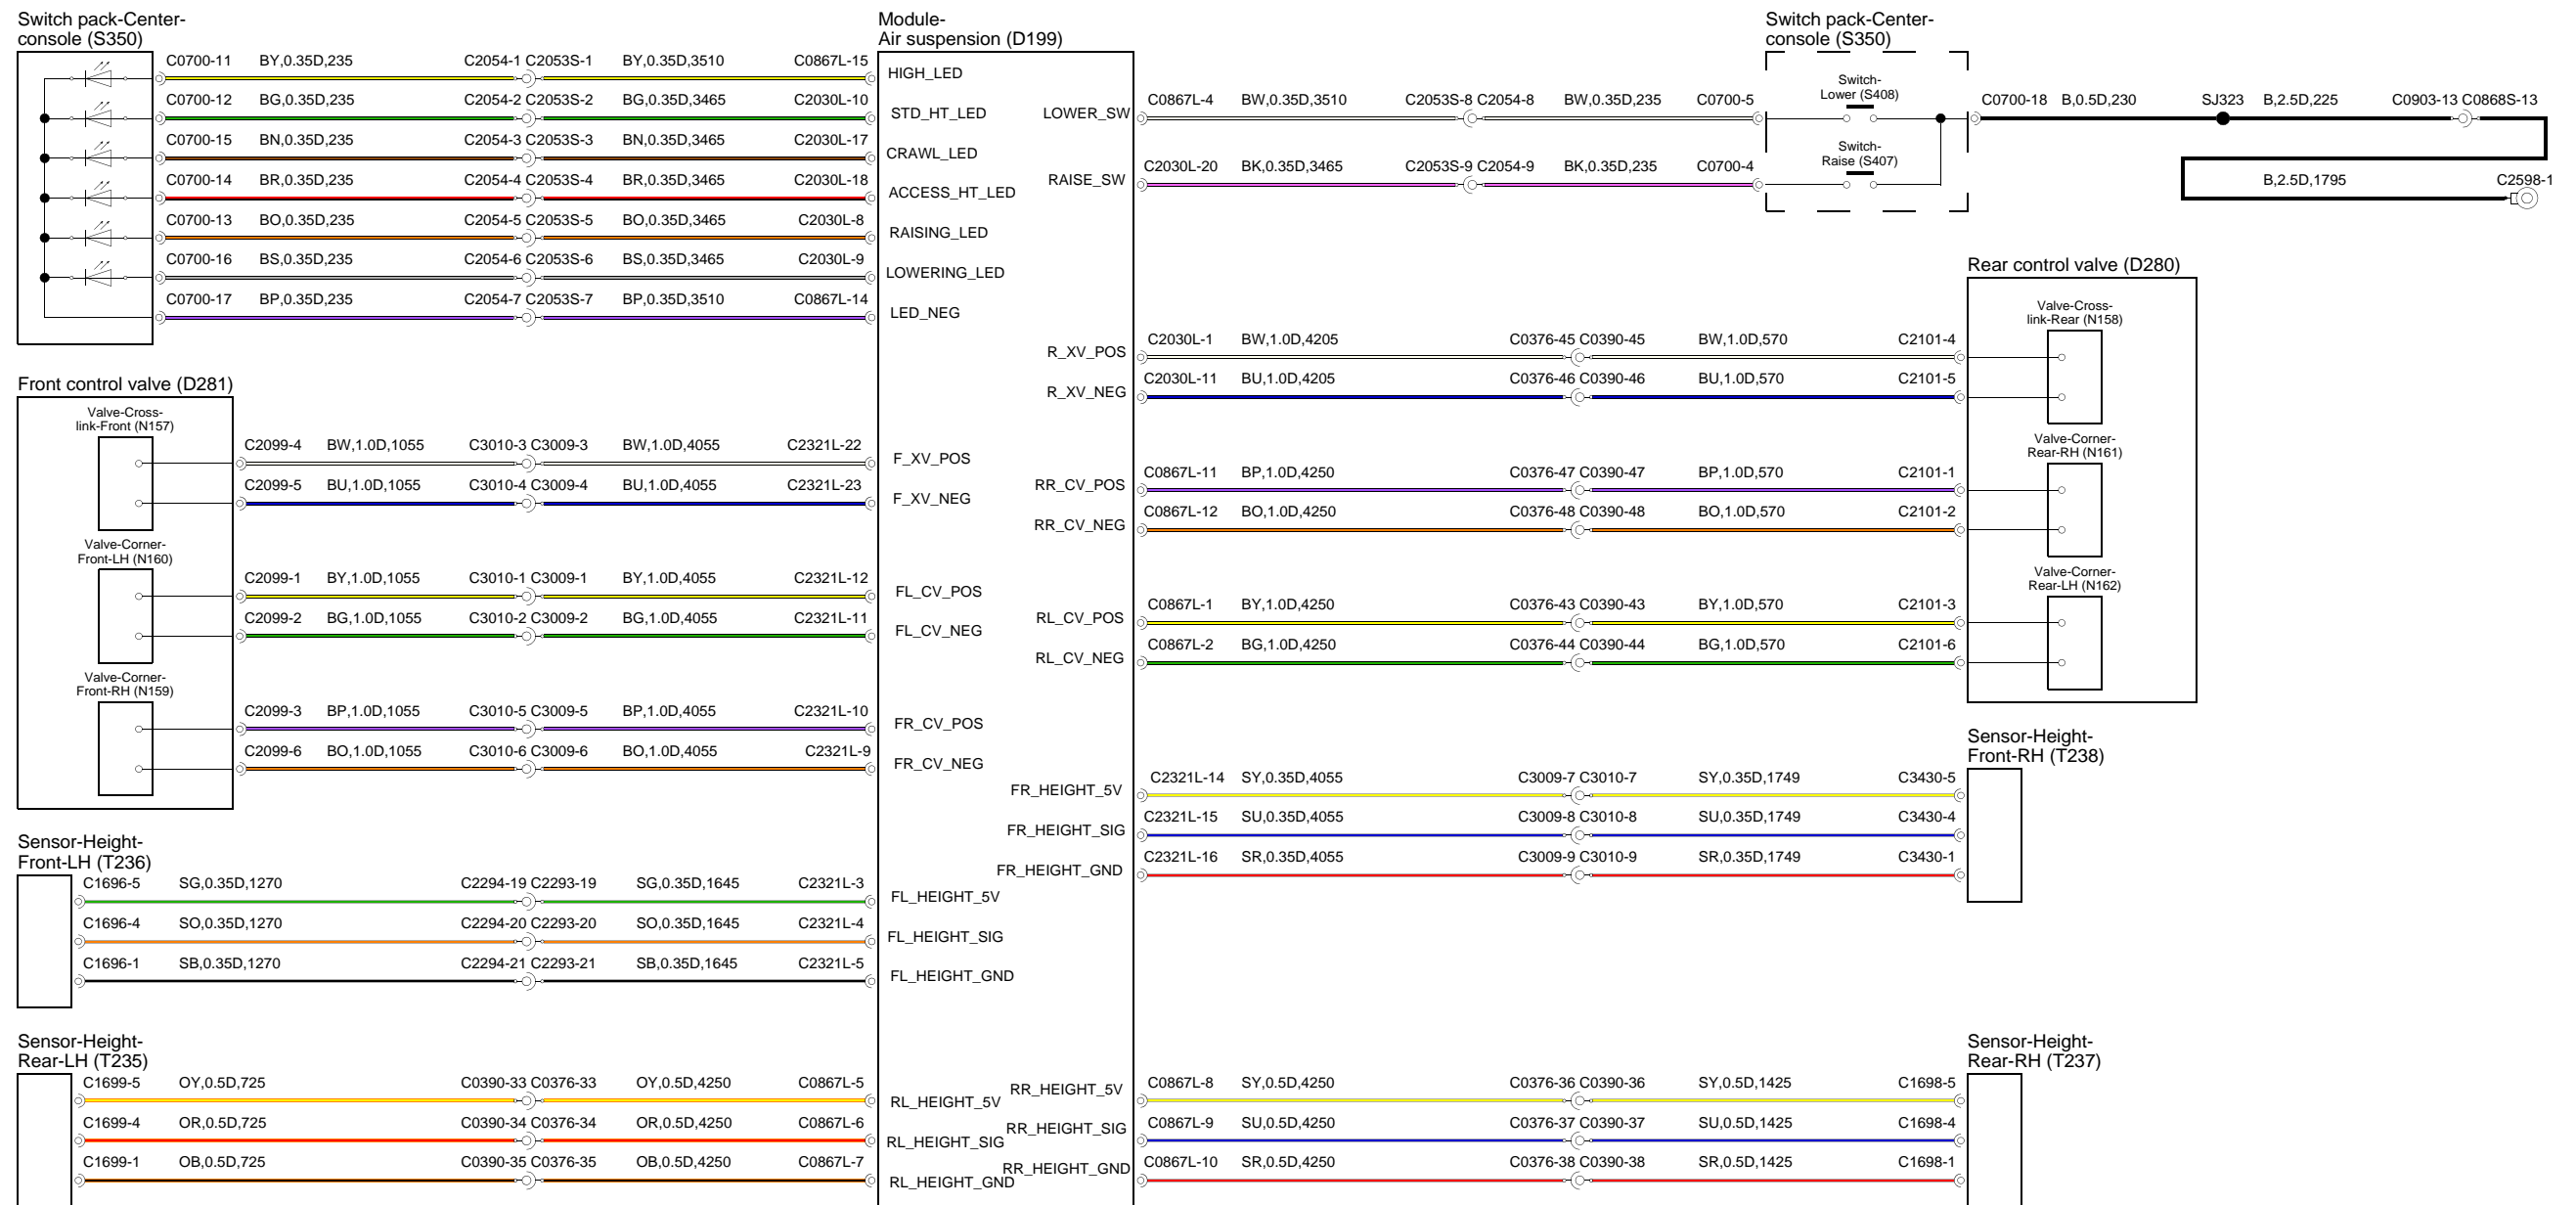 Switch pack-Center-
console (S350)
C0700-11 BY,0.35D,235 C2054-1 C2053S-1 BY,0.35D,3510 C0867L-15
C0700-12 BG,0.35D,235 C2054-2 C2053S-2 BG,0.35D,3465 C2030L-10
C0700-15 BN,0.35D,235 C2054-3 C2053S-3 BN,0.35D,3465 C2030L-17
C0700-14 BR,0.35D,235 C2054-4 C2053S-4 BR,0.35D,3465 C2030L-18
C0700-13 BO,0.35D,235 C2054-5 C2053S-5 BO,0.35D,3465 C2030L-8
C0700-16 BS,0.35D,235 C2054-6 C2053S-6 BS,0.35D,3465 C2030L-9
C0700-17 BP,0.35D,235 C2054-7 C2053S-7 BP,0.35D,3510 C0867L-14
Front control valve (D281)
Valve-Cross-
link-Front (N157)
C2099-4 BW,1.0D,1055 C3010-3 C3009-3 BW,1.0D,4055 C2321L-22
C2099-5 BU,1.0D,1055 C3010-4 C3009-4 BU,1.0D,4055 C2321L-23
Valve-Corner-
Front-LH (N160)
C2099-1 BY,1.0D,1055 C3010-1 C3009-1 BY,1.0D,4055 C2321L-12
C2099-2 BG,1.0D,1055 C3010-2 C3009-2 BG,1.0D,4055 C2321L-11
Valve-Corner-
Front-RH (N159)
C2099-3 BP,1.0D,1055 C3010-5 C3009-5 BP,1.0D,4055 C2321L-10
C2099-6 BO,1.0D,1055 C3010-6 C3009-6 BO,1.0D,4055 C2321L-9
Sensor-Height-
Front-LH (T236)
C1696-5 SG,0.35D,1270 C2294-19 C2293-19 SG,0.35D,1645 C2321L-3
C1696-4 SO,0.35D,1270 C2294-20 C2293-20 SO,0.35D,1645 C2321L-4
C1696-1 SB,0.35D,1270 C2294-21 C2293-21 SB,0.35D,1645 C2321L-5
Sensor-Height-
Rear-LH (T235)
C1699-5 OY,0.5D,725 C0390-33 C0376-33 OY,0.5D,4250 C0867L-5
C1699-4 OR,0.5D,725 C0390-34 C0376-34 OR,0.5D,4250 C0867L-6
C1699-1 OB,0.5D,725 C0390-35 C0376-35 OB,0.5D,4250 C0867L-7
Module-
Air suspension (D199)
HIGH_LED
STD_HT_LED
CRAWL_LED
ACCESS_HT_LED
RAISING_LED
LOWERING_LED
LED_NEG
F_XV_POS
F_XV_NEG
FL_CV_POS
FL_CV_NEG
FR_CV_POS
FR_CV_NEG
FL_HEIGHT_5V
FL_HEIGHT_SIG
FL_HEIGHT_GND
RL_HEIGHT_5V
RL_HEIGHT_SIG
RL_HEIGHT_GND
LOWER_SW
RAISE_SW
R_XV_POS
R_XV_NEG
RR_CV_POS
RR_CV_NEG
RL_CV_POS
RL_CV_NEG
FR_HEIGHT_5V
FR_HEIGHT_SIG
FR_HEIGHT_GND
RR_HEIGHT_5V
RR_HEIGHT_SIG
RR_HEIGHT_GND
Switch pack-Center-
console (S350)
Switch-
Lower (S408)
Switch-
Raise (S407)
C0867L-4 BW,0.35D,3510 C2053S-8 C2054-8 BW,0.35D,235 C0700-5
C2030L-20 BK,0.35D,3465 C2053S-9 C2054-9 BK,0.35D,235 C0700-4
C0700-18 B,0.5D,230 SJ323 B,2.5D,225 C0903-13 C0868S-13
B,2.5D,1795 C2598-1
Rear control valve (D280)
Valve-Cross-
link-Rear (N158)
C2030L-1 BW,1.0D,4205 C0376-45 C0390-45 BW,1.0D,570 C2101-4
C2030L-11 BU,1.0D,4205 C0376-46 C0390-46 BU,1.0D,570 C2101-5
Valve-Corner-
Rear-RH (N161)
C0867L-11 BP,1.0D,4250 C0376-47 C0390-47 BP,1.0D,570 C2101-1
C0867L-12 BO,1.0D,4250 C0376-48 C0390-48 BO,1.0D,570 C2101-2
Valve-Corner-
Rear-LH (N162)
C0867L-1 BY,1.0D,4250 C0376-43 C0390-43 BY,1.0D,570 C2101-3
C0867L-2 BG,1.0D,4250 C0376-44 C0390-44 BG,1.0D,570 C2101-6
Sensor-Height-
Front-RH (T238)
C2321L-14 SY,0.35D,4055 C3009-7 C3010-7 SY,0.35D,1749 C3430-5
C2321L-15 SU,0.35D,4055 C3009-8 C3010-8 SU,0.35D,1749 C3430-4
C2321L-16 SR,0.35D,4055 C3009-9 C3010-9 SR,0.35D,1749 C3430-1
Sensor-Height-
Rear-RH (T237)
C0867L-8 SY,0.5D,4250 C0376-36 C0390-36 SY,0.5D,1425 C1698-5
C0867L-9 SU,0.5D,4250 C0376-37 C0390-37 SU,0.5D,1425 C1698-4
C0867L-10 SR,0.5D,4250 C0376-38 C0390-38 SR,0.5D,1425 C1698-1